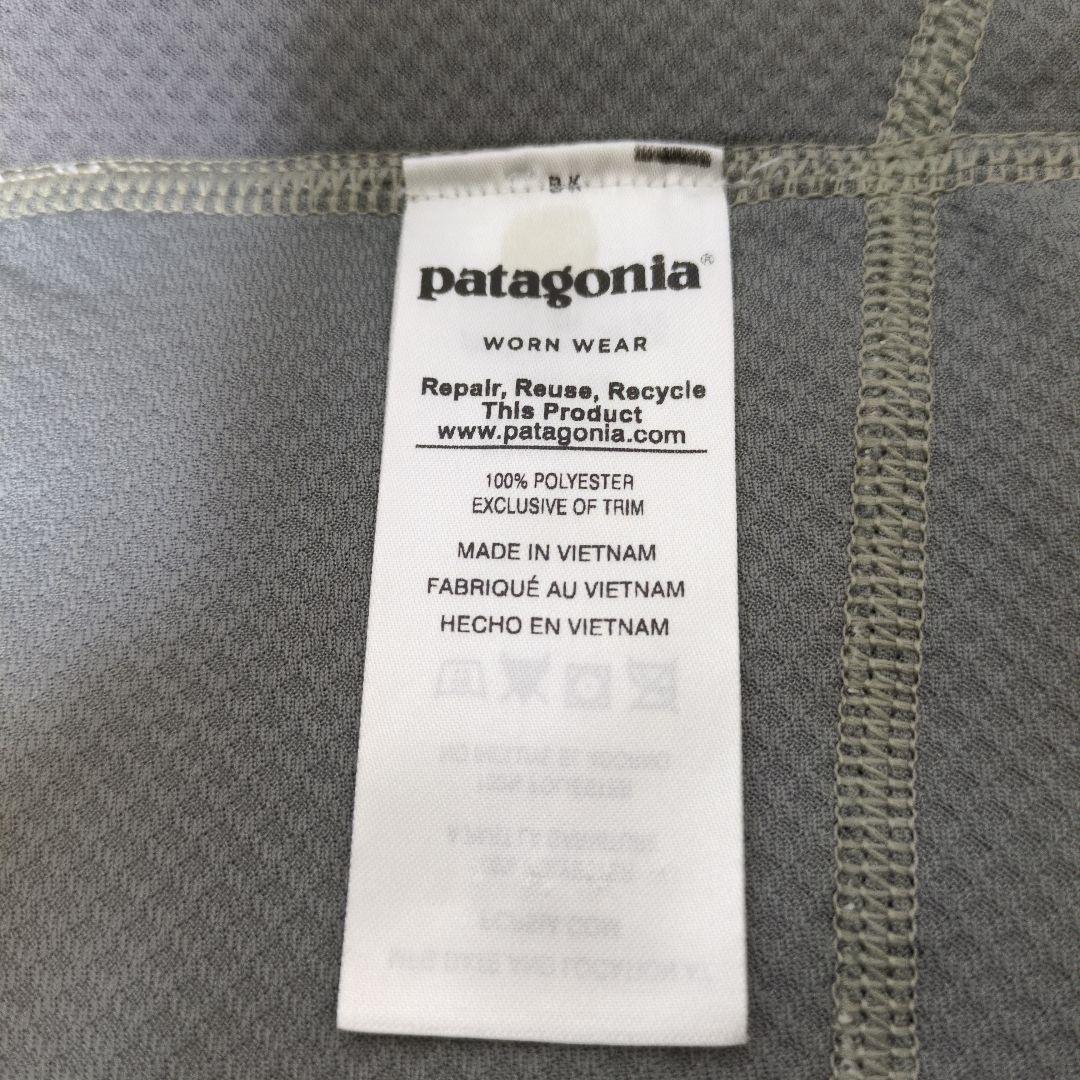 BK
patagonia®
WORN WEAR
Repair, Reuse, Recycle
This Product
www.patagonia.com
100% POLYESTER
EXCLUSIVE OF TRIM
MADE IN VIETNAM
FABRIQUÉ AU VIETNAM
HECHO EN VIETNAM